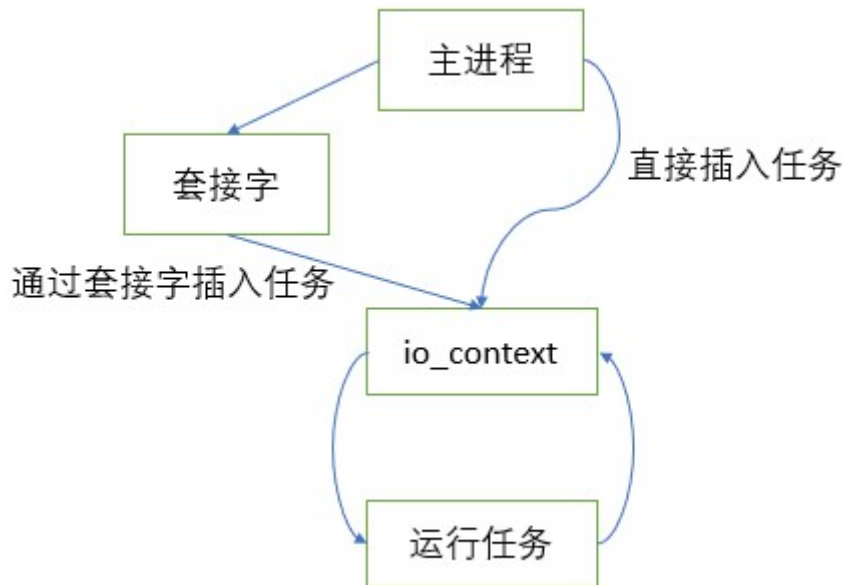 主进程
套接字
直接插入任务
通过套接字插入任务
io_context
运行任务